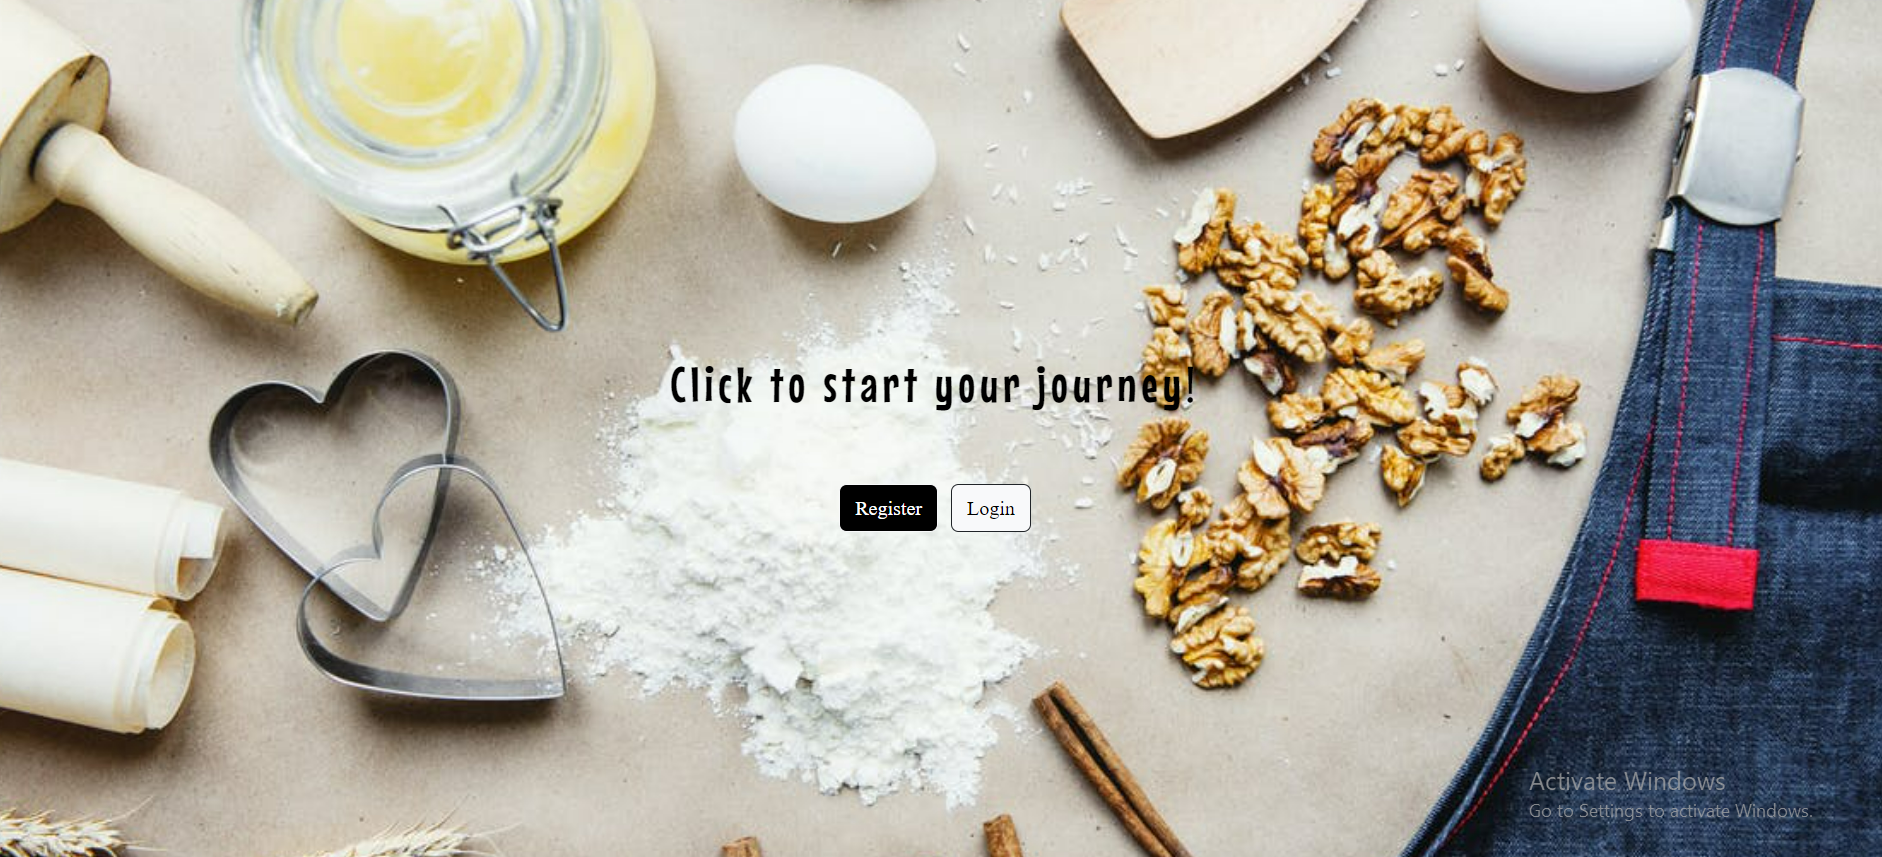 Click to start your journey!
Register
Login
Activate Windows
Go to Settings to activate Windows.